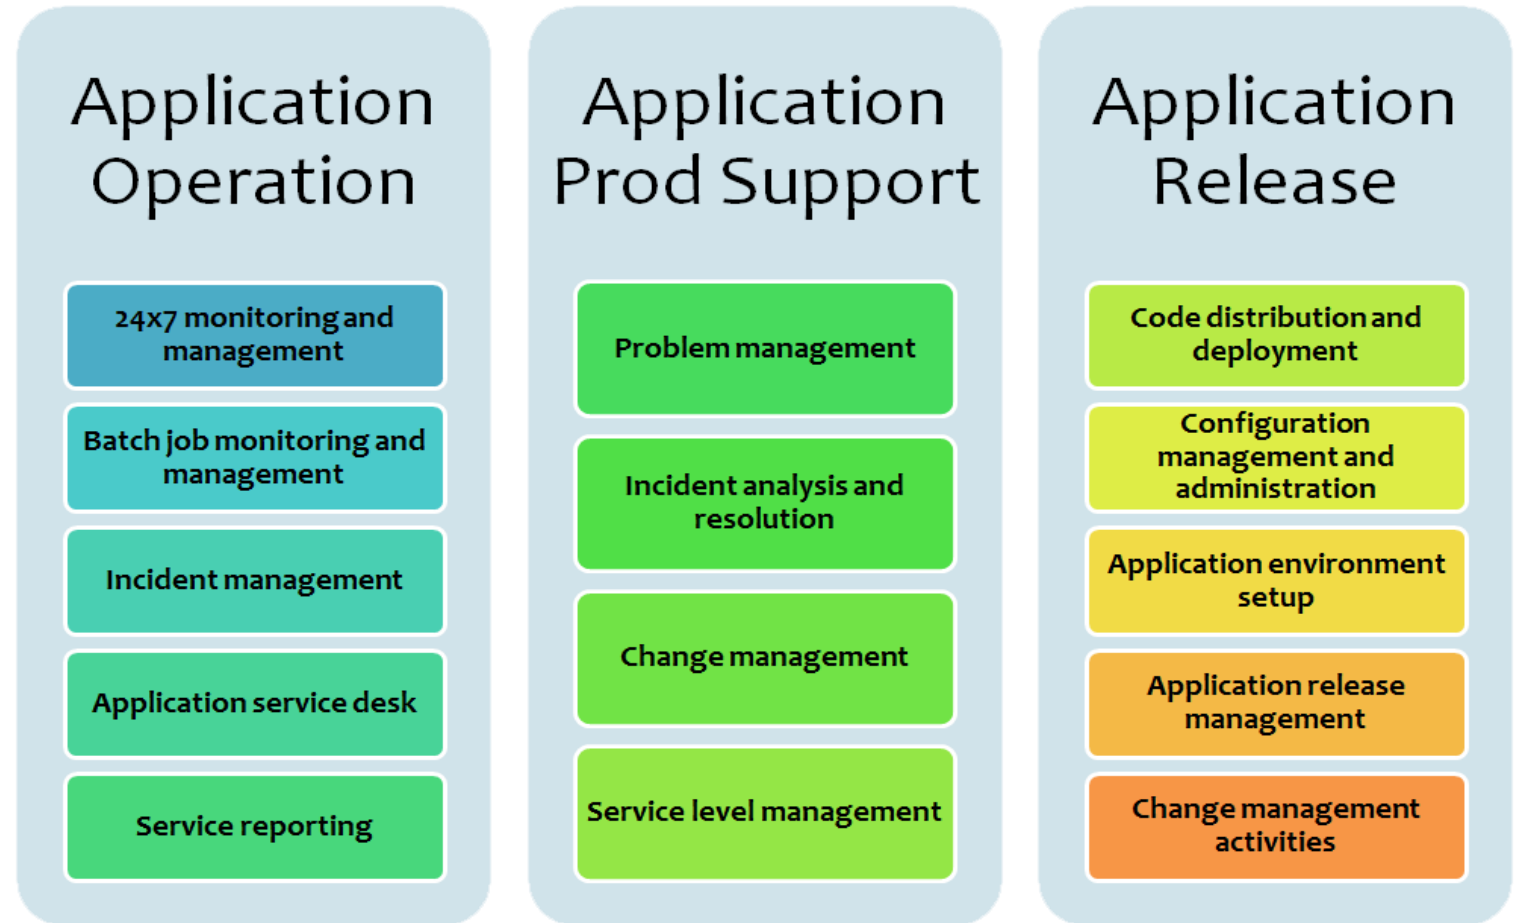 Application
Operation
24x7 monitoring and
management
Batch job monitoring and
management
Incident management
Application service desk
Service reporting
Application
Prod Support
Problem management
Incident analysis and
resolution
Change management
Service level management
Application
Release
Code distribution and
deployment
Configuration
management and
administration
Application environment
setup
Application release
management
Change management
activities